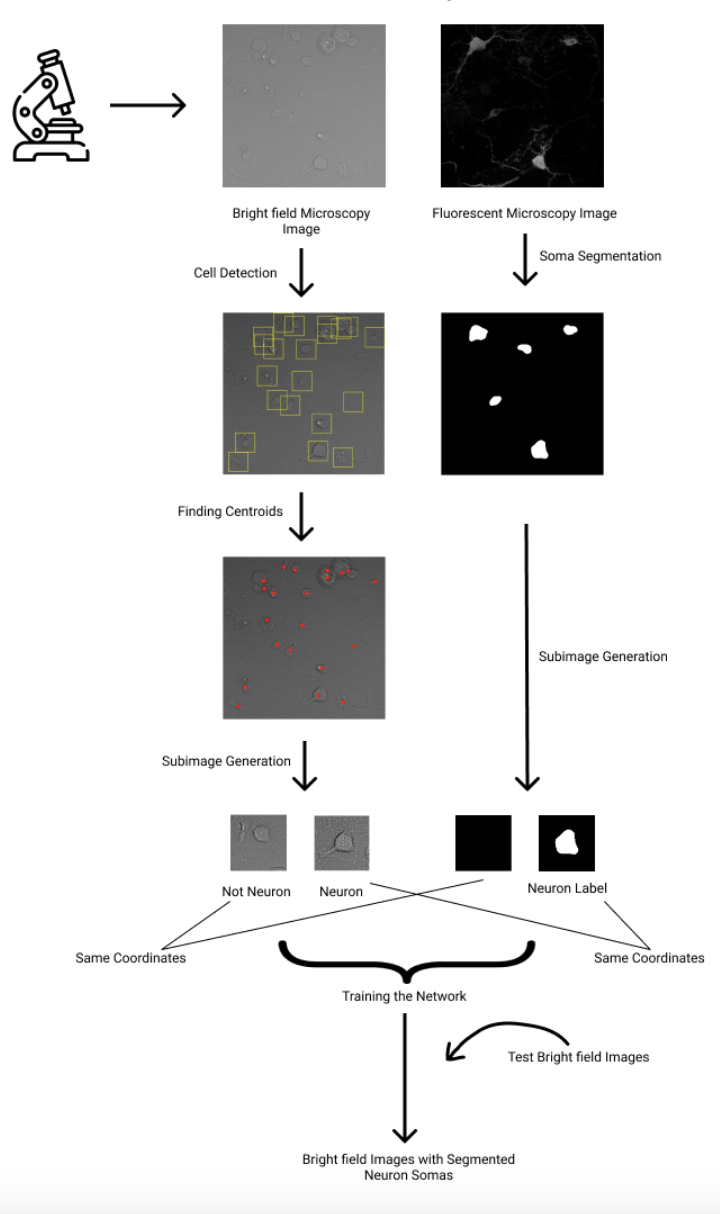 Bright field Microscopy
Image
Fluorescent Microscopy Image
Cell Detection
Soma Segmentation
Finding Centroids
Subimage Generation
Subimage Generation
Not Neuron
Neuron
Neuron Label
Same Coordinates
Same Coordinates
Training the Network
Test Bright field Images
Bright field Images with Segmented
Neuron Somas